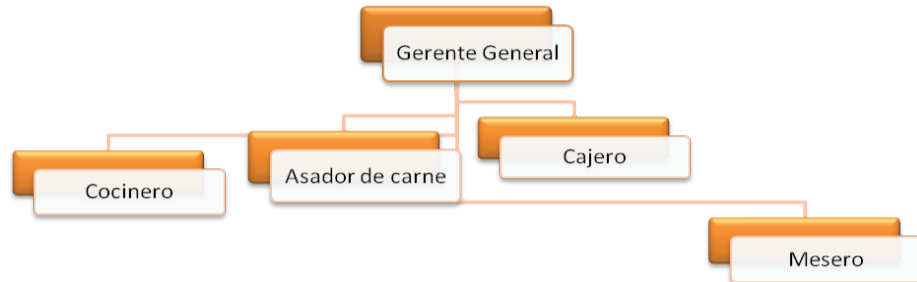 Gerente General
Cajero
Asador de carne
Cocinero
Mesero